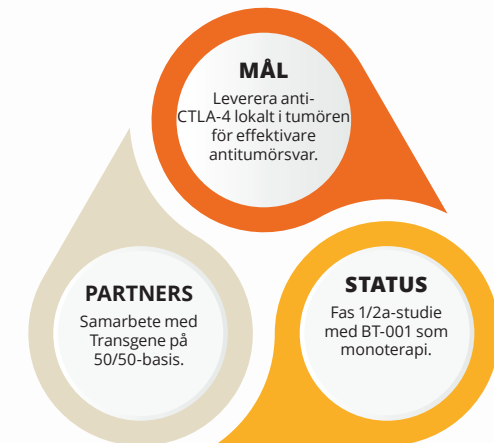 MÅL
Leverera anti-
CTLA-4 lokalt i tumören
för effektivare
antitumörsvar.
PARTNERS
Samarbete med
Transgene på
50/50-basis.
STATUS
Fas 1/2a-studie
med BT-001 som
monoterapi.